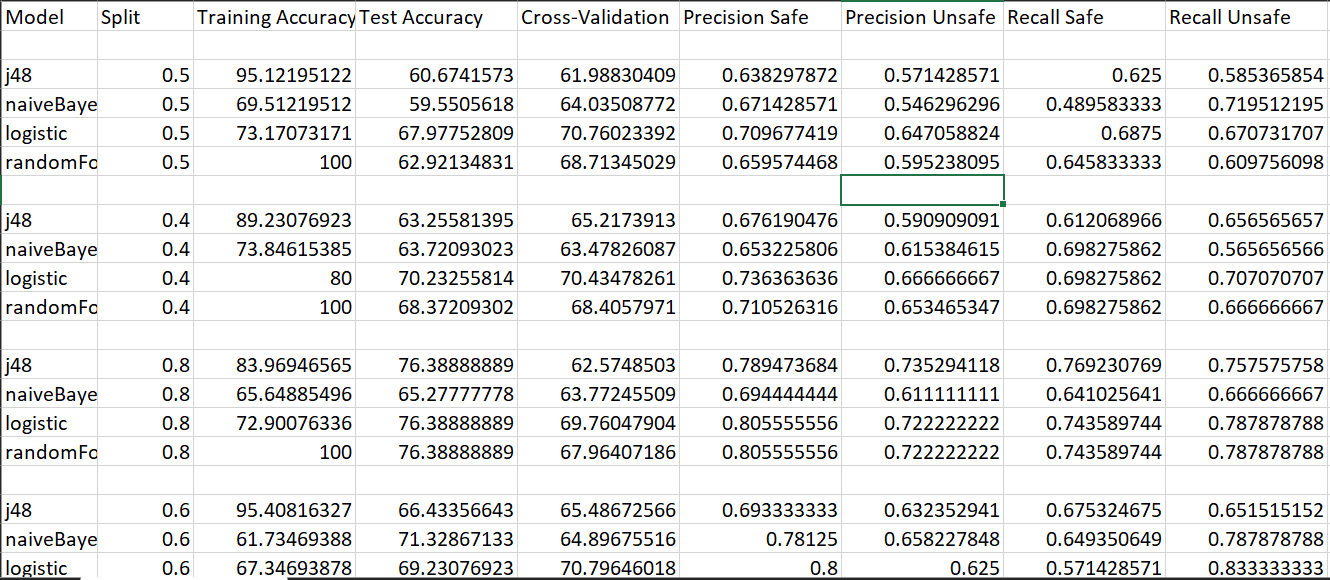 Model Split Training Accuracy Test Accuracy Cross-Validation Precision Safe Precision Unsafe Recall Safe Recall Unsafe
j48 0.5 95.12195122 60.6741573 61.98830409 0.638297872 0.571428571 0.625 0.585365854
naiveBaye 0.5 69.51219512 59.5505618 64.03508772 0.671428571 0.546296296 0.489583333 0.719512195
logistic 0.5 73.17073171 67.97752809 70.76023392 0.709677419 0.647058824 0.6875 0.670731707
randomFo 0.5 100 62.92134831 68.71345029 0.659574468 0.595238095 0.645833333 0.609756098
j48 0.4 89.23076923 63.25581395 65.2173913 0.676190476 0.590909091 0.612068966 0.656565657
naiveBaye 0.4 73.84615385 63.72093023 63.47826087 0.653225806 0.615384615 0.698275862 0.565656566
logistic 0.4 80 70.23255814 70.43478261 0.736363636 0.666666667 0.698275862 0.707070707
randomFo 0.4 100 68.37209302 68.4057971 0.710526316 0.653465347 0.698275862 0.666666667
j48 0.8 83.96946565 76.38888889 62.5748503 0.789473684 0.735294118 0.769230769 0.757575758
naiveBaye 0.8 65.64885496 65.27777778 63.77245509 0.694444444 0.611111111 0.641025641 0.666666667
logistic 0.8 72.90076336 76.38888889 69.76047904 0.805555556 0.722222222 0.743589744 0.787878788
randomFo 0.8 100 76.38888889 67.96407186 0.805555556 0.722222222 0.743589744 0.787878788
j48 0.6 95.40816327 66.43356643 65.48672566 0.693333333 0.632352941 0.675324675 0.651515152
naiveBaye 0.6 61.73469388 71.32867133 64.89675516 0.78125 0.658227848 0.649350649 0.787878788
logistic 0.6 67.34693878 69.23076923 70.79646018 0.8 0.625 0.571428571 0.833333333